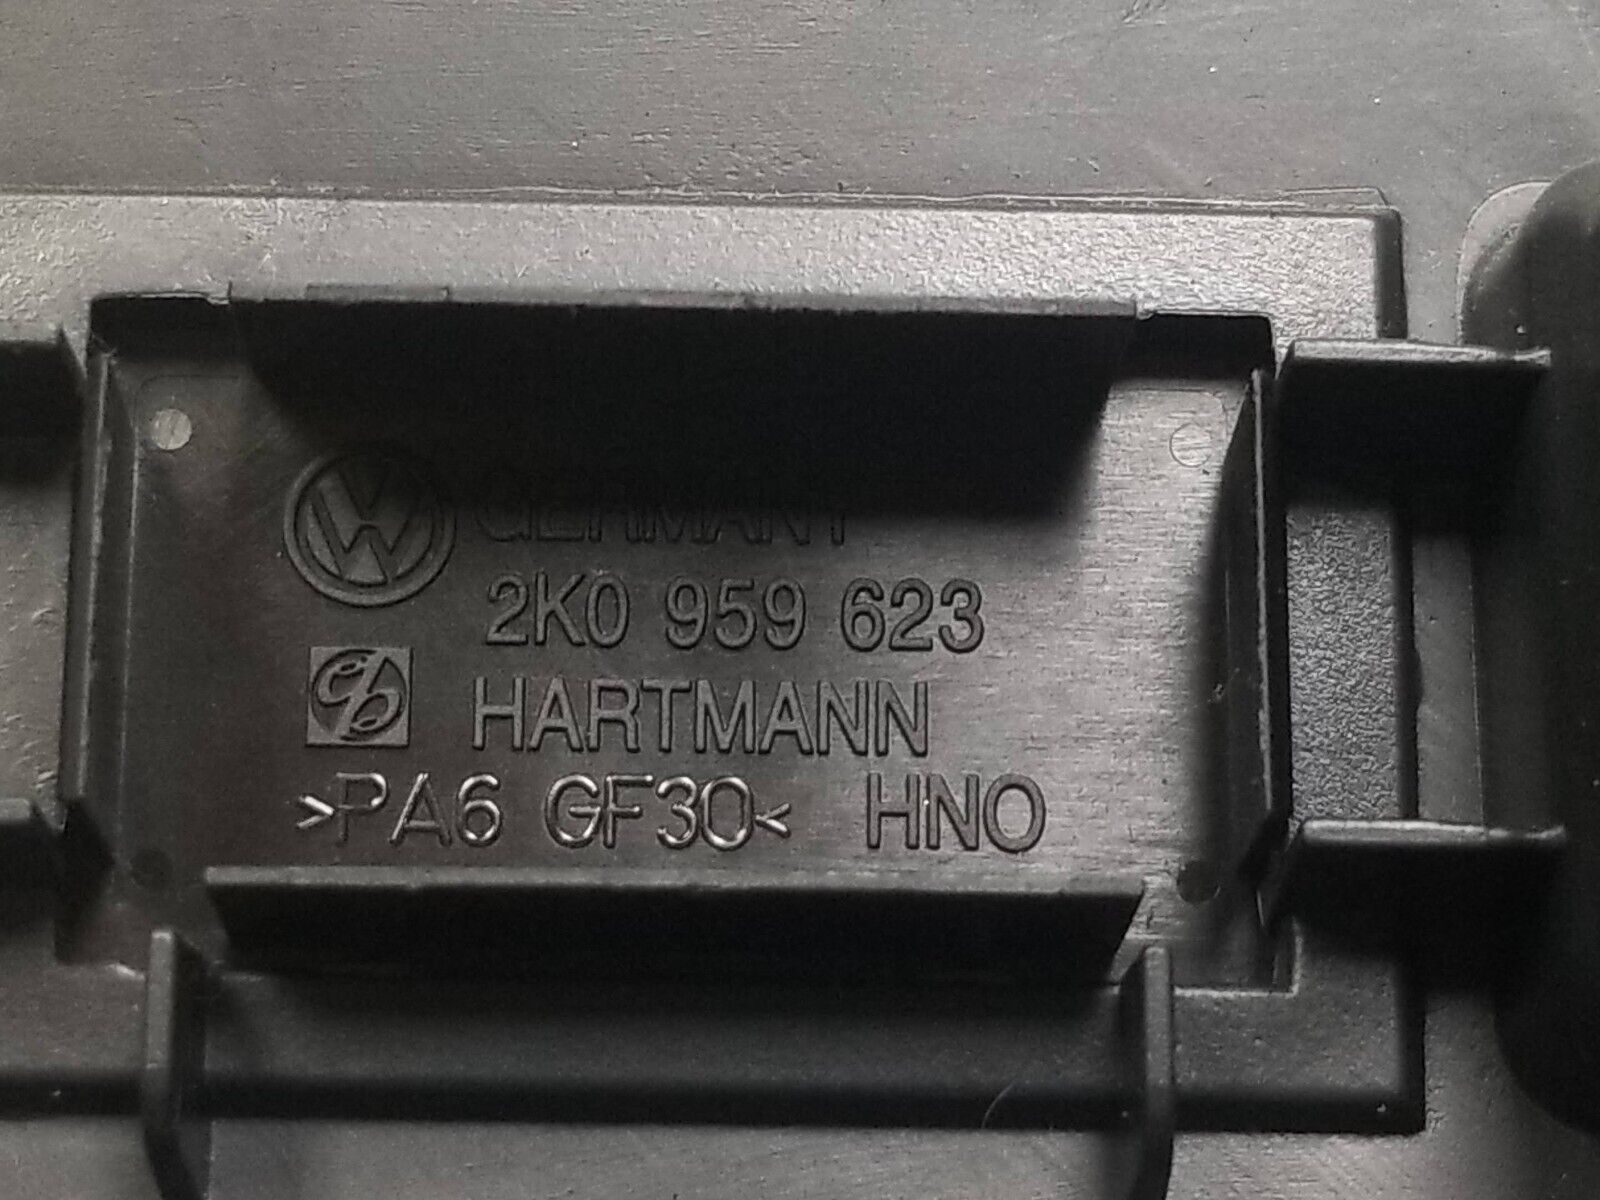 GERMANY
2K0 959 623
HARTMANN
>PA6 GF30< HNO